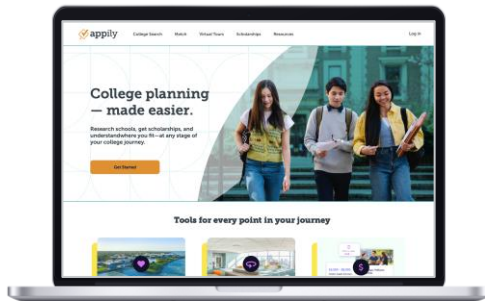 appily
College Search Match Virtual Tours Scholarships Resources Log in
College planning
— made easier.
Research schools, get scholarships, and
understandwhere you fit—at any stage of
your college journey.
Get Started
Tools for every point in your journey
$